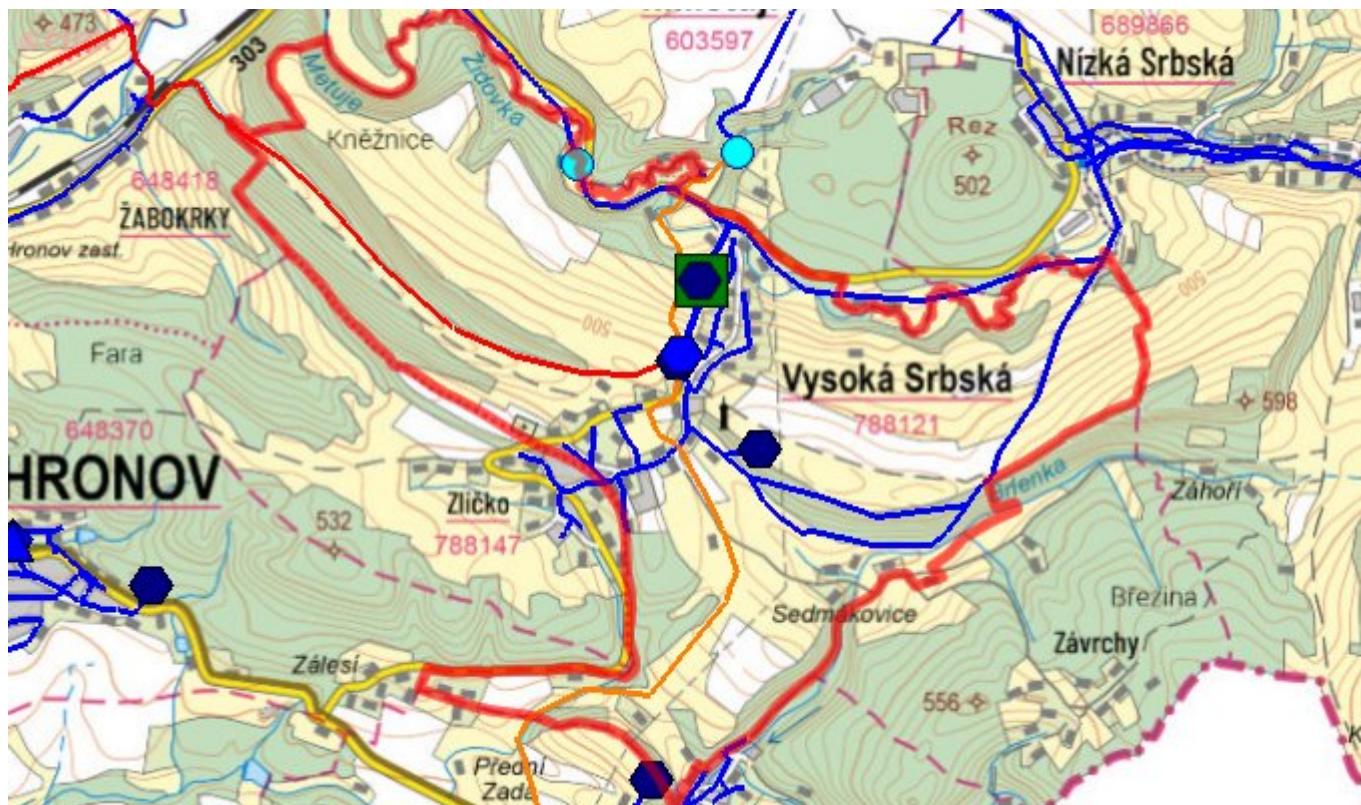 473
303
603597
689866
Nízká Srbská
Metuje
Židovka
Kněžnice
Rez
502
648418
ŽABOKRKY
Hronov zast.
500
500
Fara
Vysoká Srbská
788121
598
648370
HRONOV
Zličko
788147
532
Záhoří
Sedmákovice
Březina
Závrchy
Zálesí
556
Přední